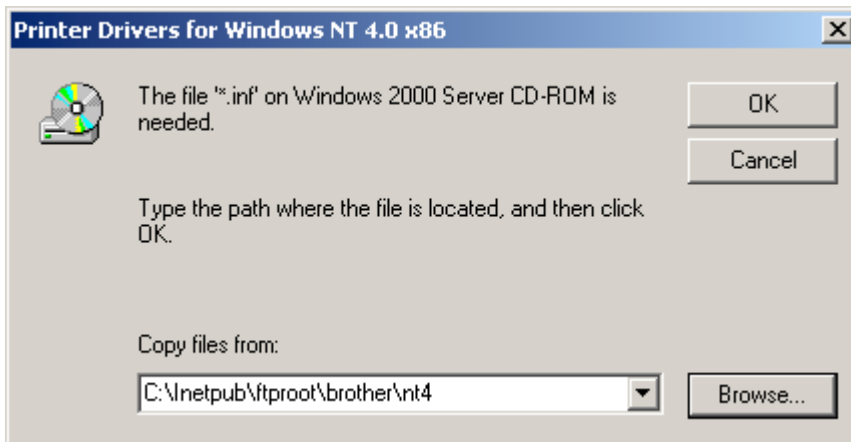 Printer Drivers for Windows NT 4.0 x86
The file '*.inf' on Windows 2000 Server CD-ROM is
needed.
OK
Cancel
Type the path where the file is located, and then click
OK.
Copy files from:
C:\Inetpub\ftproot\brother\nt4
Browse...